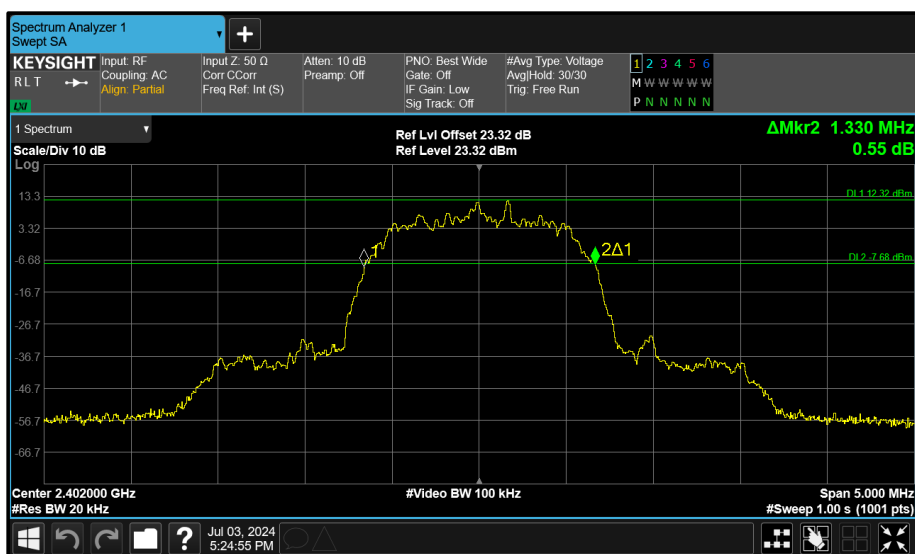 Spectrum Analyzer 1
Swept SA
KEYSIGHT
RLT
LXI
Input: RF
Coupling: AC
Align: Partial
Input Z: 50 Ω
Corr CCorr
Freq Ref: Int (S)
Atten: 10 dB
Preamp: Off
PNO: Best Wide
Gate: Off
IF Gain: Low
Sig Track: Off
#Avg Type: Voltage
Avg|Hold: 30/30
Trig: Free Run
1 2 3 4 5 6
M W W W W W
P N N N N N
1 Spectrum
Scale/Div 10 dB
Ref Lvl Offset 23.32 dB
Ref Level 23.32 dBm
ΔMkr2 1.330 MHz
0.55 dB
Log
13.3
DL1 12.32 dBm
3.32
1
2Δ1
-6.68
DL2 -7.68 dBm
-16.7
-26.7
-36.7
-46.7
-56.7
-66.7
Center 2.402000 GHz
#Video BW 100 kHz
Span 5.000 MHz
#Res BW 20 kHz
#Sweep 1.00 s (1001 pts)
?
Jul 03, 2024
5:24:55 PM